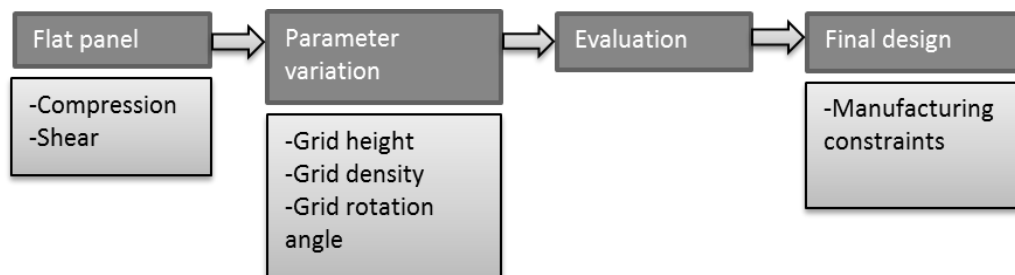 Flat panel
-Compression
-Shear
Parameter
variation
-Grid height
-Grid density
-Grid rotation
angle
Evaluation
Final design
-Manufacturing
constraints